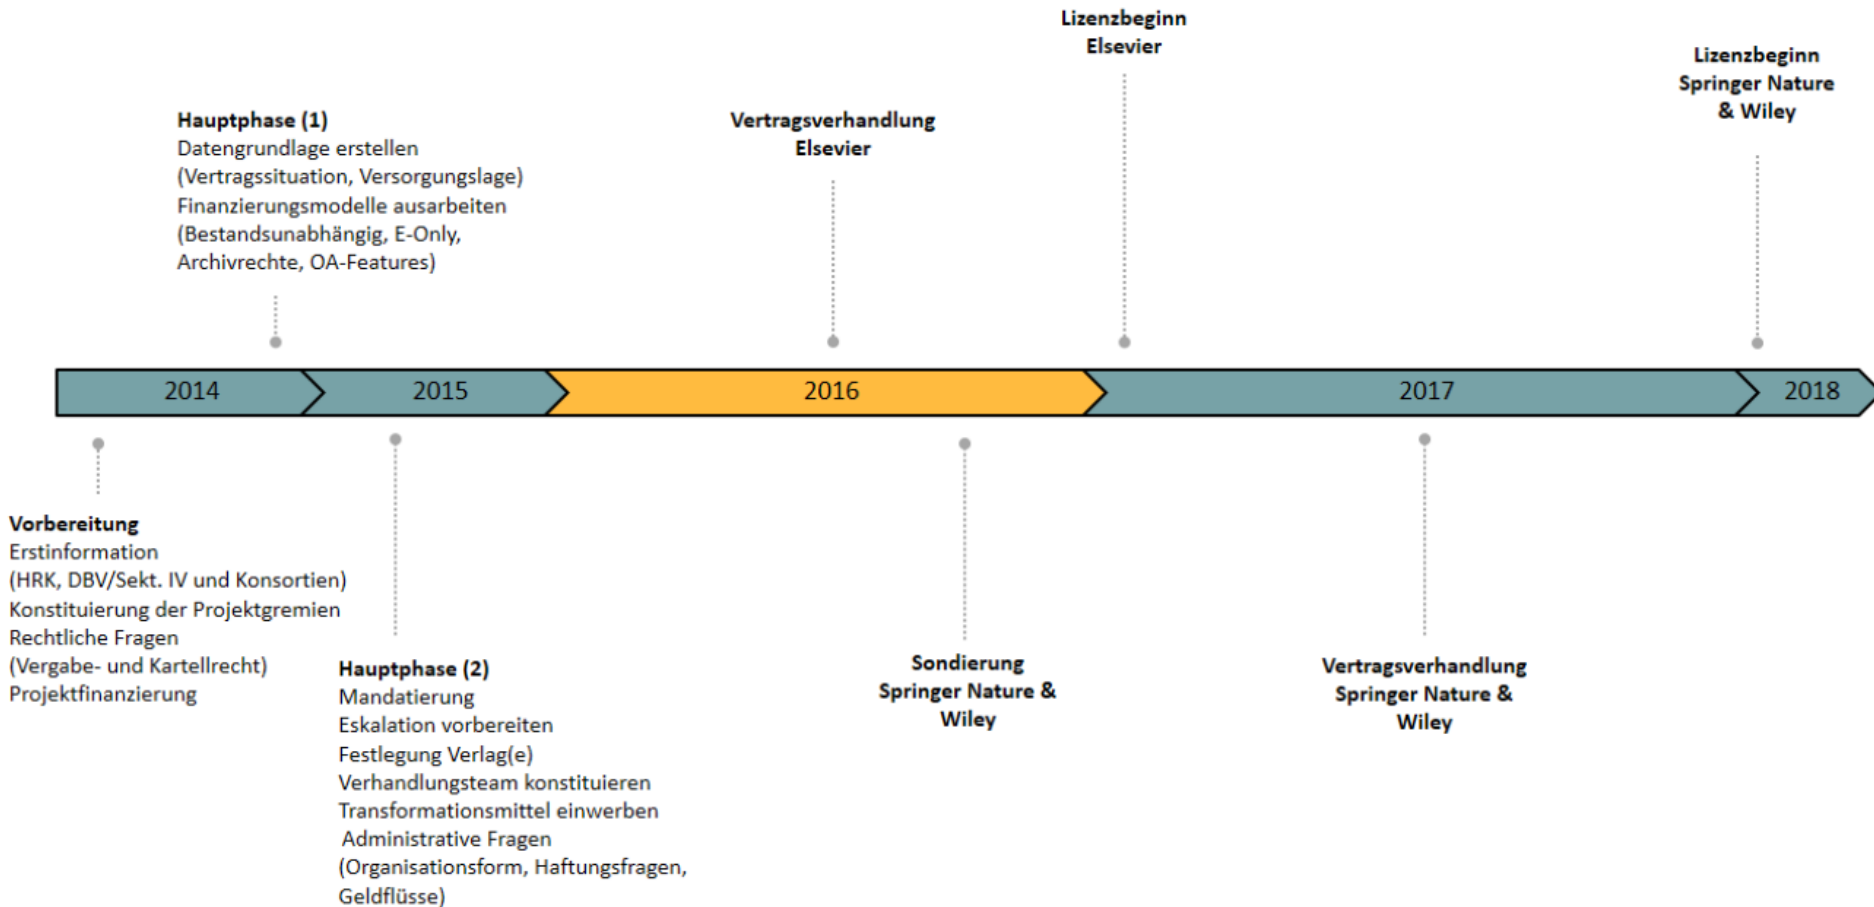 Lizenzbeginn
Elsevier
Lizenzbeginn
Springer Nature
& Wiley
Hauptphase (1)
Datengrundlage erstellen
(Vertragssituation, Versorgungslage)
Finanzierungsmodelle ausarbeiten
(Bestandsunabhängig, E-Only,
Archivrechte, OA-Features)
Vertragsverhandlung
Elsevier
2014
2015
2016
2017
2018
Vorbereitung
Erstinformation
(HRK, DBV/Sekt. IV und Konsortien)
Konstituierung der Projektgremien
Rechtliche Fragen
(Vergabe- und Kartellrecht)
Projektfinanzierung
Hauptphase (2)
Mandatierung
Eskalation vorbereiten
Festlegung Verlag(e)
Verhandlungsteam konstituieren
Transformationsmittel einwerben
Administrative Fragen
(Organisationsform, Haftungsfragen,
Geldflüsse)
Sondierung
Springer Nature &
Wiley
Vertragsverhandlung
Springer Nature &
Wiley